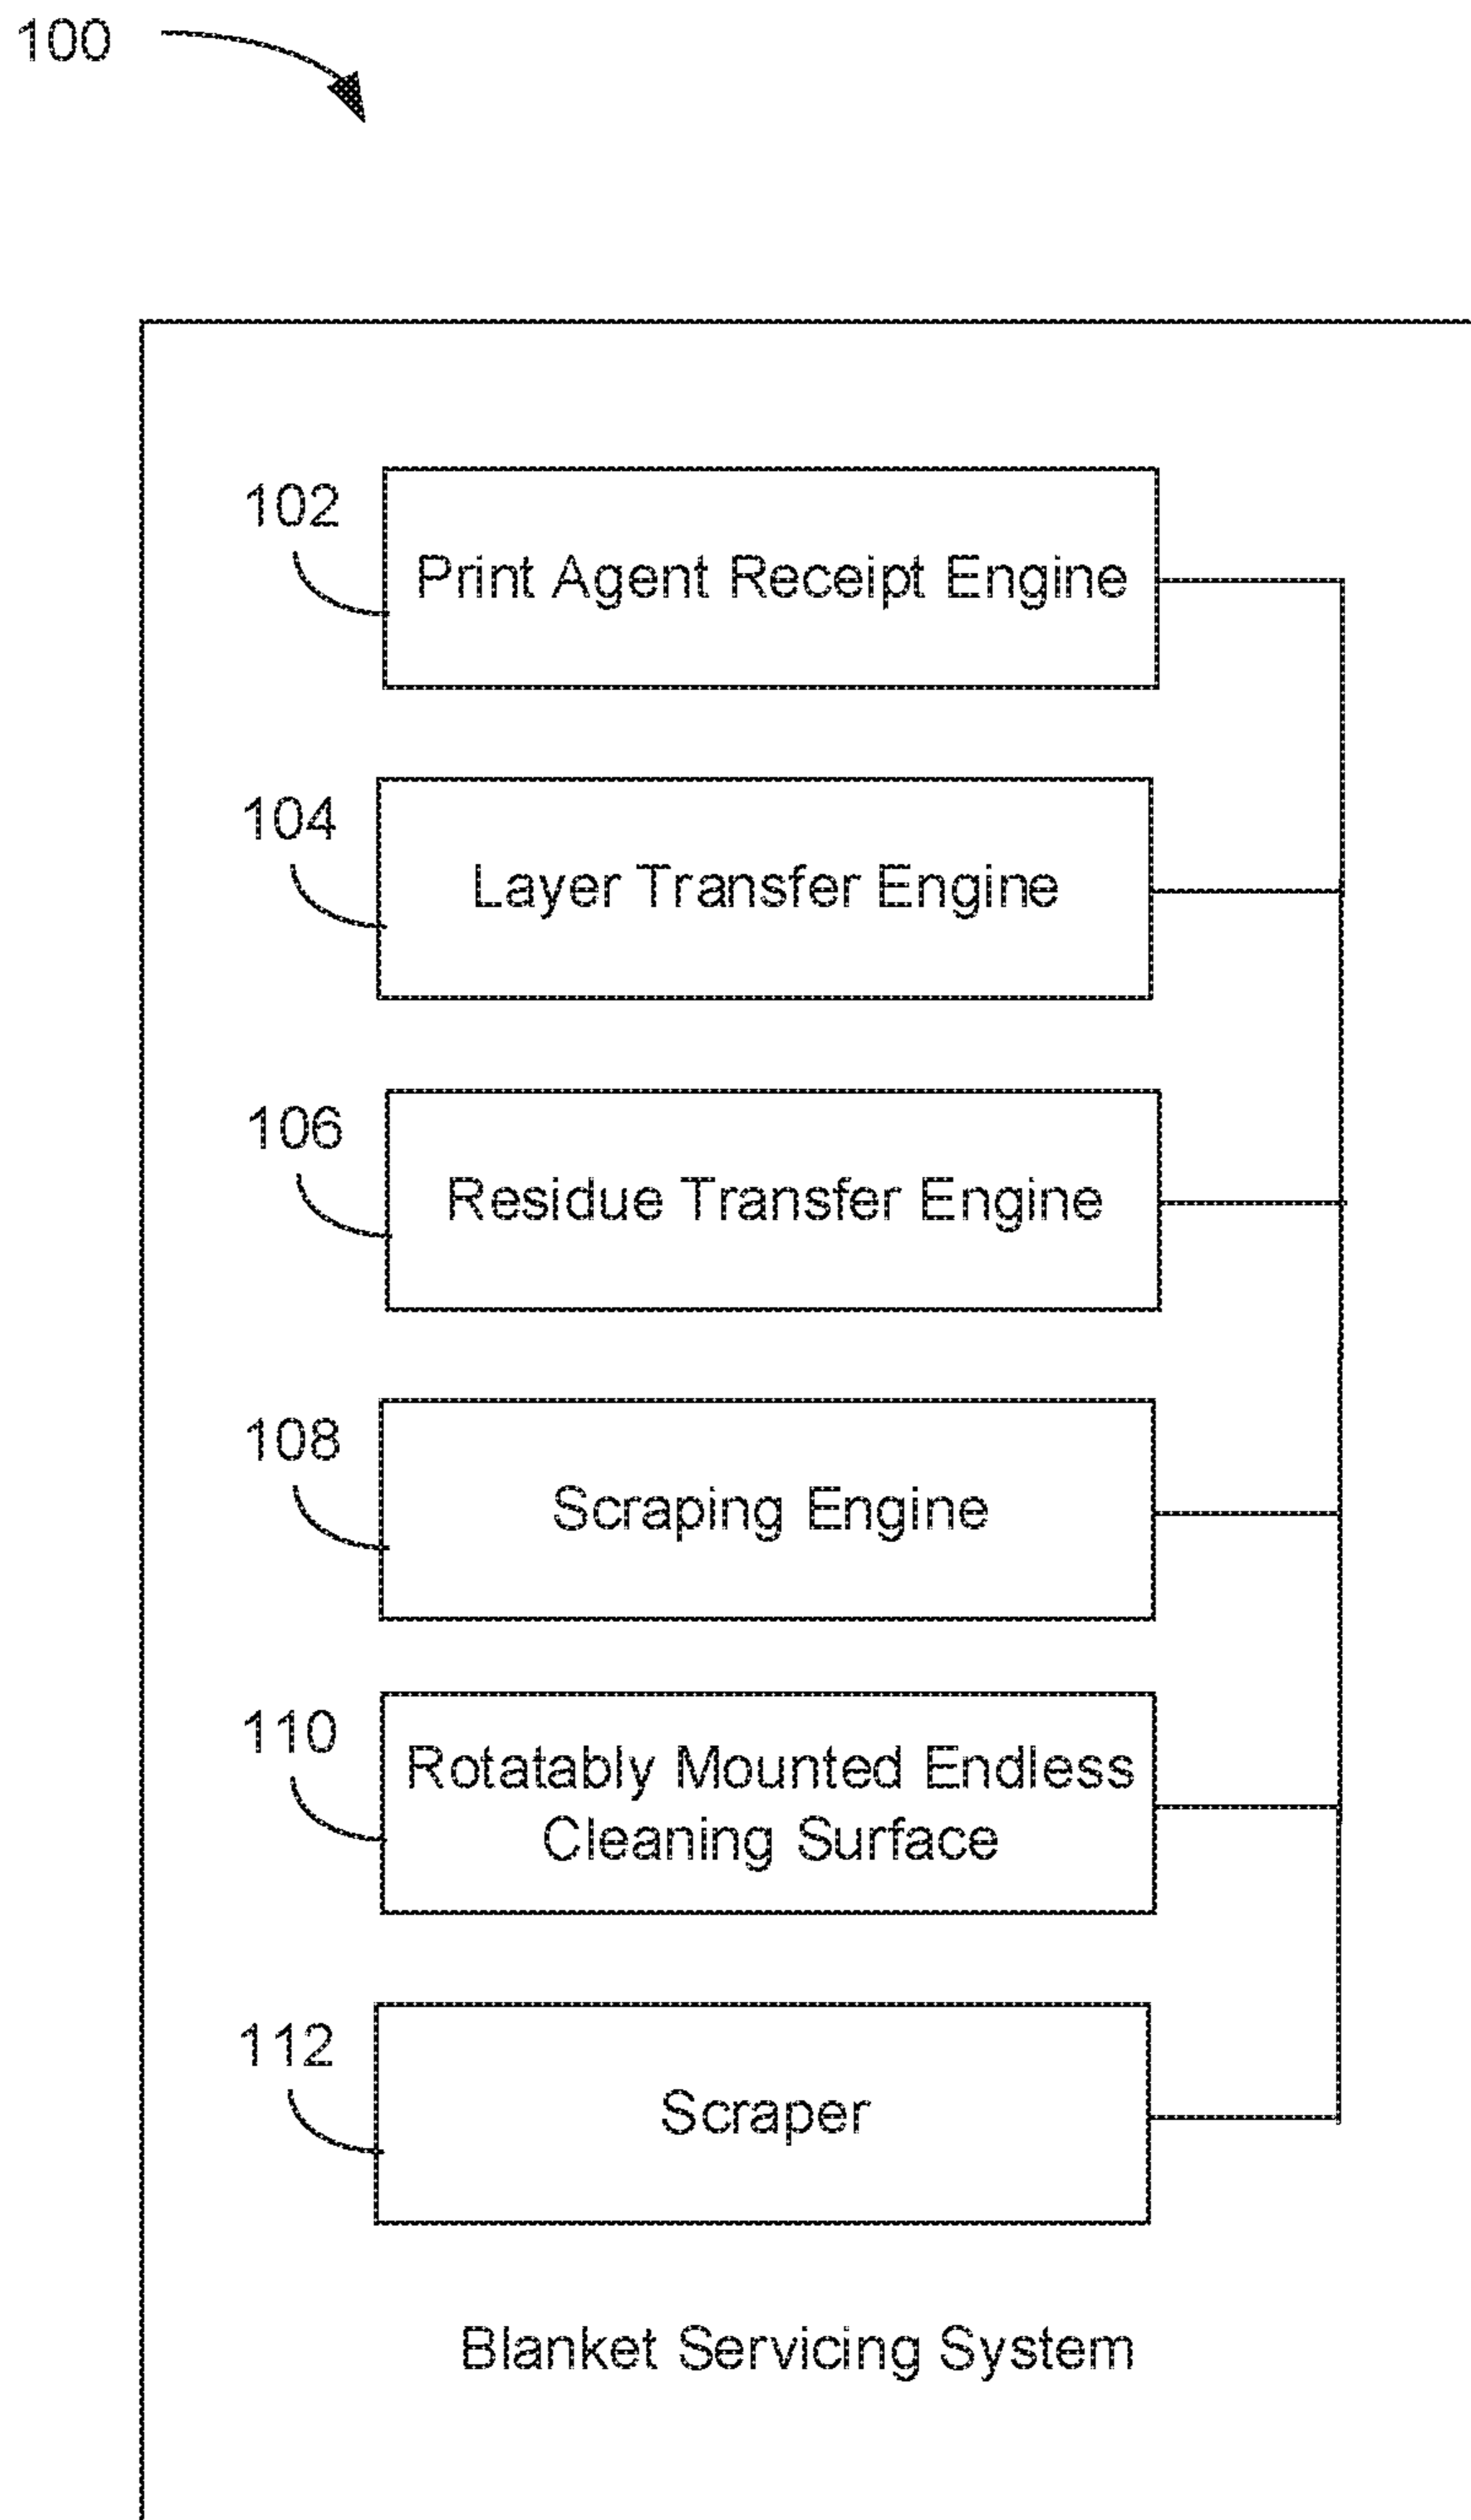 100
102
Print Agent Receipt Engine
104
Layer Transfer Engine
106
Residue Transfer Engine
108
Scraping Engine
110
Rotatably Mounted Endless
Cleaning Surface
112
Scraper
Blanket Servicing System